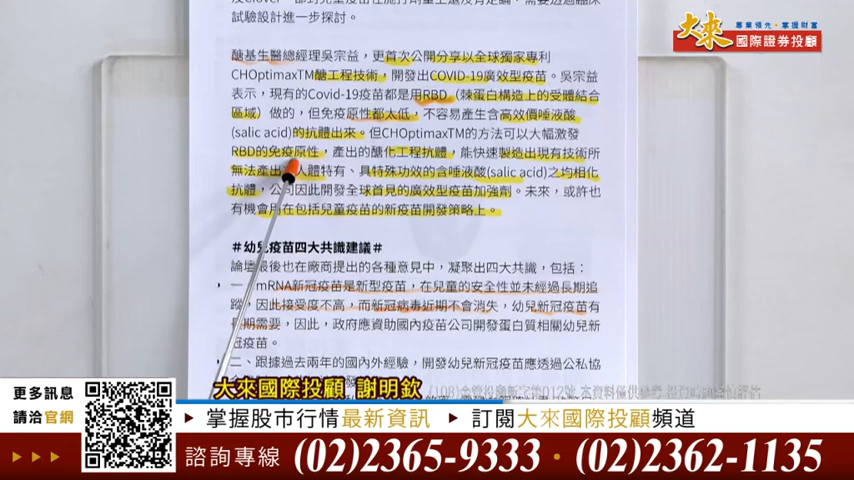 試驗設計進一步探討。
大來
專業領先·掌握財富
國際證券投顧
醣基生醫總經理吳宗益，更首次公開分享以全球獨家專利
CHOptimaxTM醣工程技術，開發出COVID-19廣效型疫苗。吳宗益
表示，現有的Covid-19疫苗都是用RBD（棘蛋白構造上的受體結合
區域）做的，但免疫原性都太低，不容易產生含高效價唾液酸
(salic acid)的抗體出來。但CHOptimaxTM的方法可以大幅激發
RBD的免疫原性，產出的醣化工程抗體，能快速製造出現有技術所
無法產出 人體特有、具特殊功效的含唾液酸(salic acid)之均相化
抗體，公司因此開發全球首見的廣效型疫苗加強劑。未來，或許也
有機會用在包括兒童疫苗的新疫苗開發策略上。
＃幼兒疫苗四大共識建議＃
論壇最後也在廠商提出的各種意見中，凝聚出四大共識，包括：
一、mRNA新冠疫苗是新型疫苗，在兒童的安全性並未經過長期追
蹤，因此接受度不高，而新冠病毒近期不會消失，幼兒新冠疫苗有
長期需要，因此，政府應資助國內疫苗公司開發蛋白質相關幼兒新
冠疫苗。
二、跟據過去兩年的國內外經驗，開發幼兒新冠疫苗應透過公私協
大來國際投顧 謝明欽
更多訊息
請洽官網
掌握股市行情最新資訊 訂閱大來國際投顧頻道
諮詢專線 (02)2365-9333·(02)2362-1135